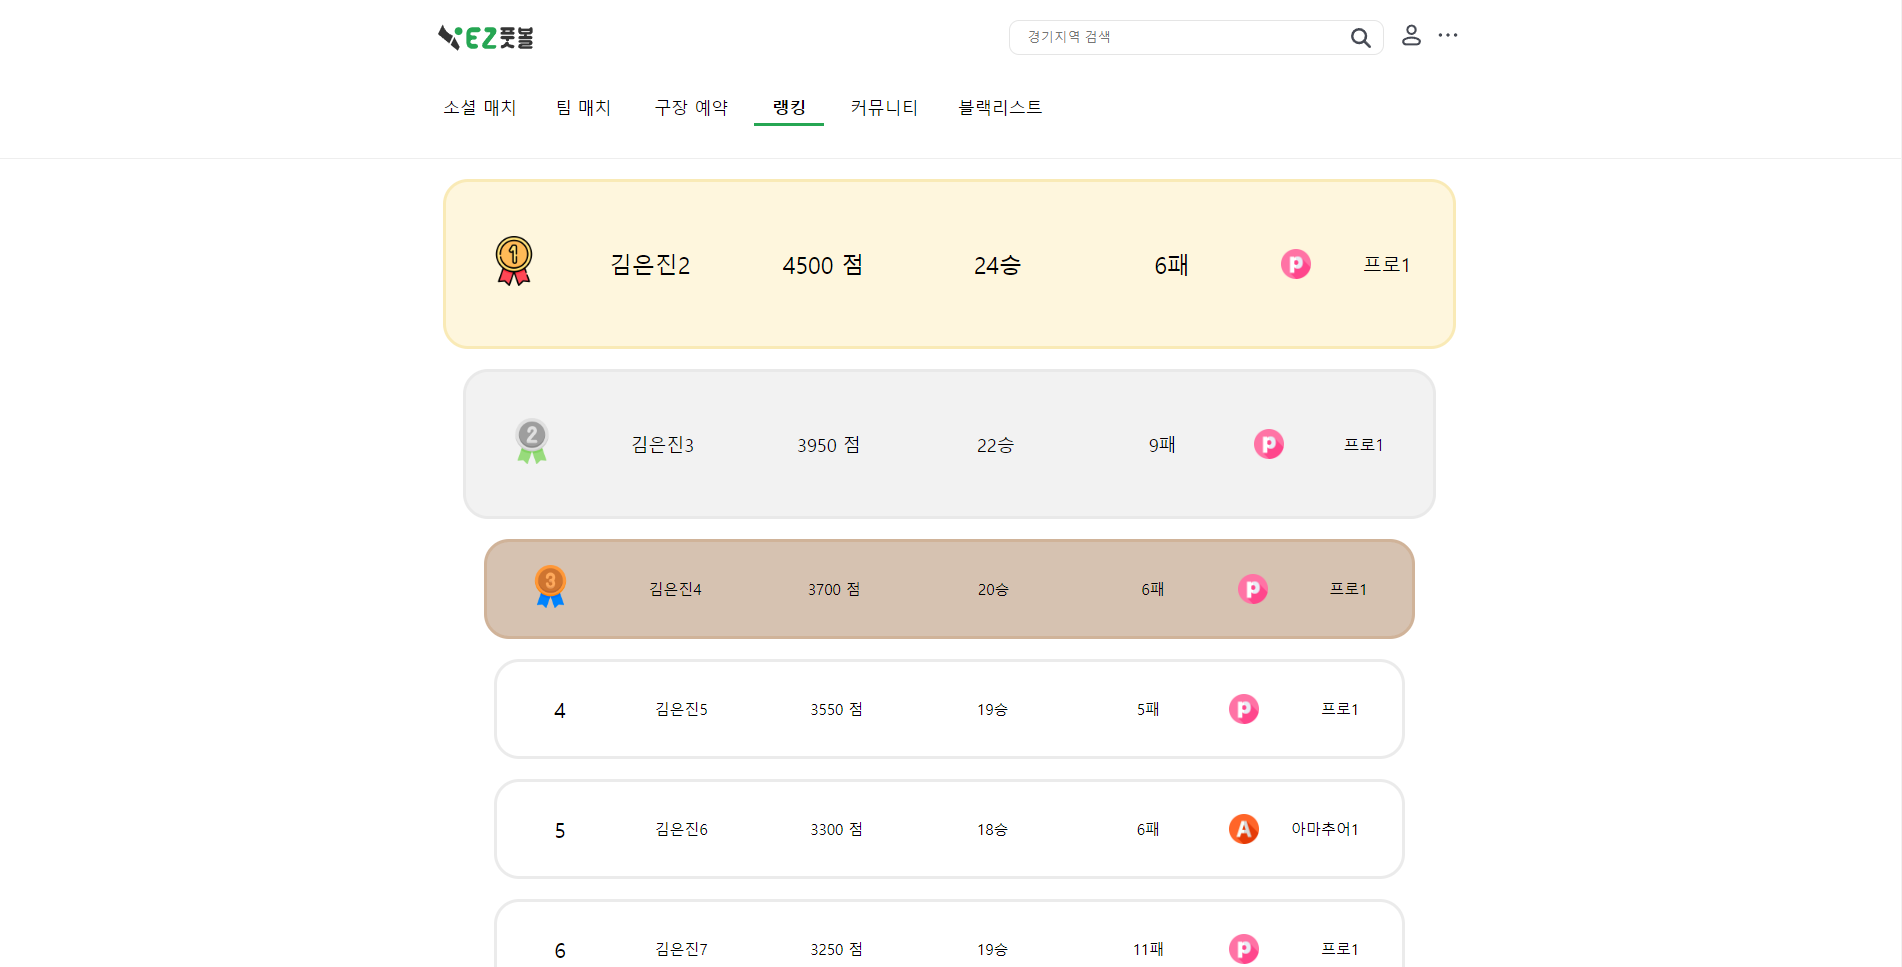 EZ풋볼
경기지역 검색
소셜 매치 팀 매치 구장 예약 랭킹 커뮤니티 블랙리스트
1 김은진2 4500 점 24승 6패 P 프로1
2 김은진3 3950 점 22승 9패 P 프로1
3 김은진4 3700 점 20승 6패 P 프로1
4 김은진5 3550 점 19승 5패 P 프로1
5 김은진6 3300 점 18승 6패 A 아마추어1
6 김은진7 3250 점 19승 11패 P 프로1